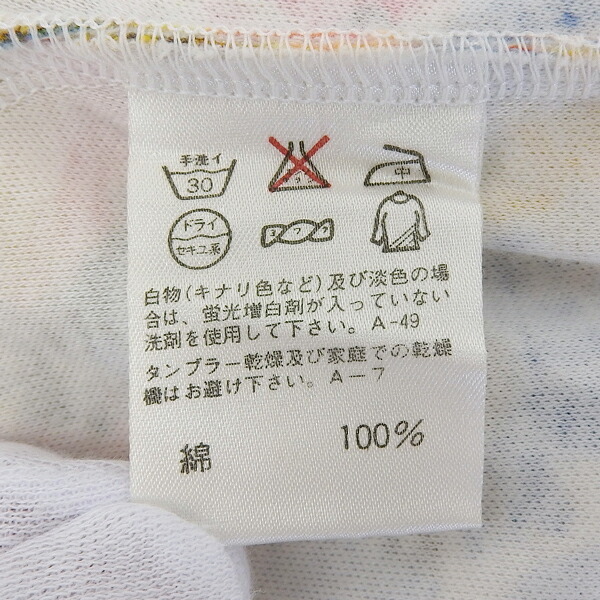 手洗イ
30
中
ドライ
セキユ系
白物(キナリ色など)及び淡色の場
合は、蛍光増白剤が入っていない
洗剤を使用して下さい。A-49
タンブラー乾燥及び家庭での乾燥
機はお避け下さい。A-7
綿 100%